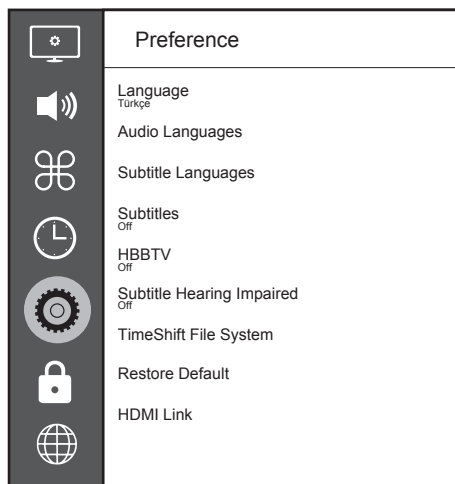 Preference
Language
Türkçe
Audio Languages
Subtitle Languages
Subtitles
Off
HBBTV
Off
Subtitle Hearing Impaired
Off
TimeShift File System
Restore Default
HDMI Link